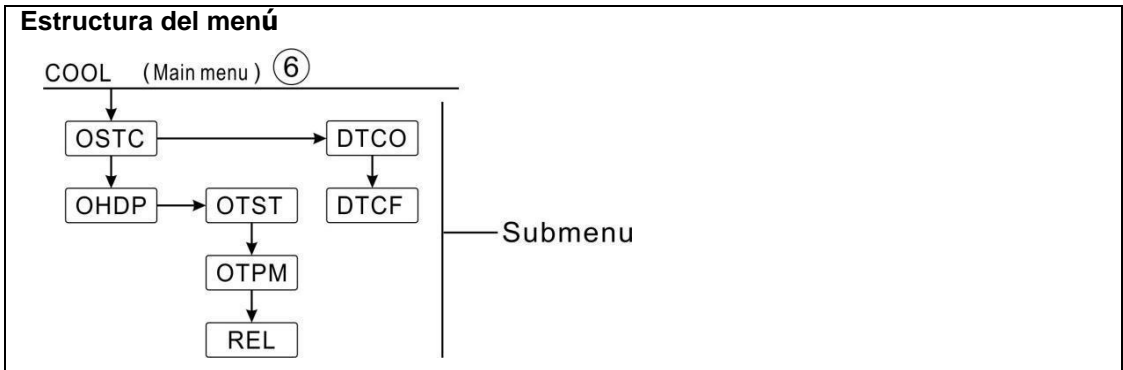 Estructura del menú
COOL (Main menu) ⑥
OSTC DTCO
OHDP OTST DTCF
Submenu
OTPM
REL